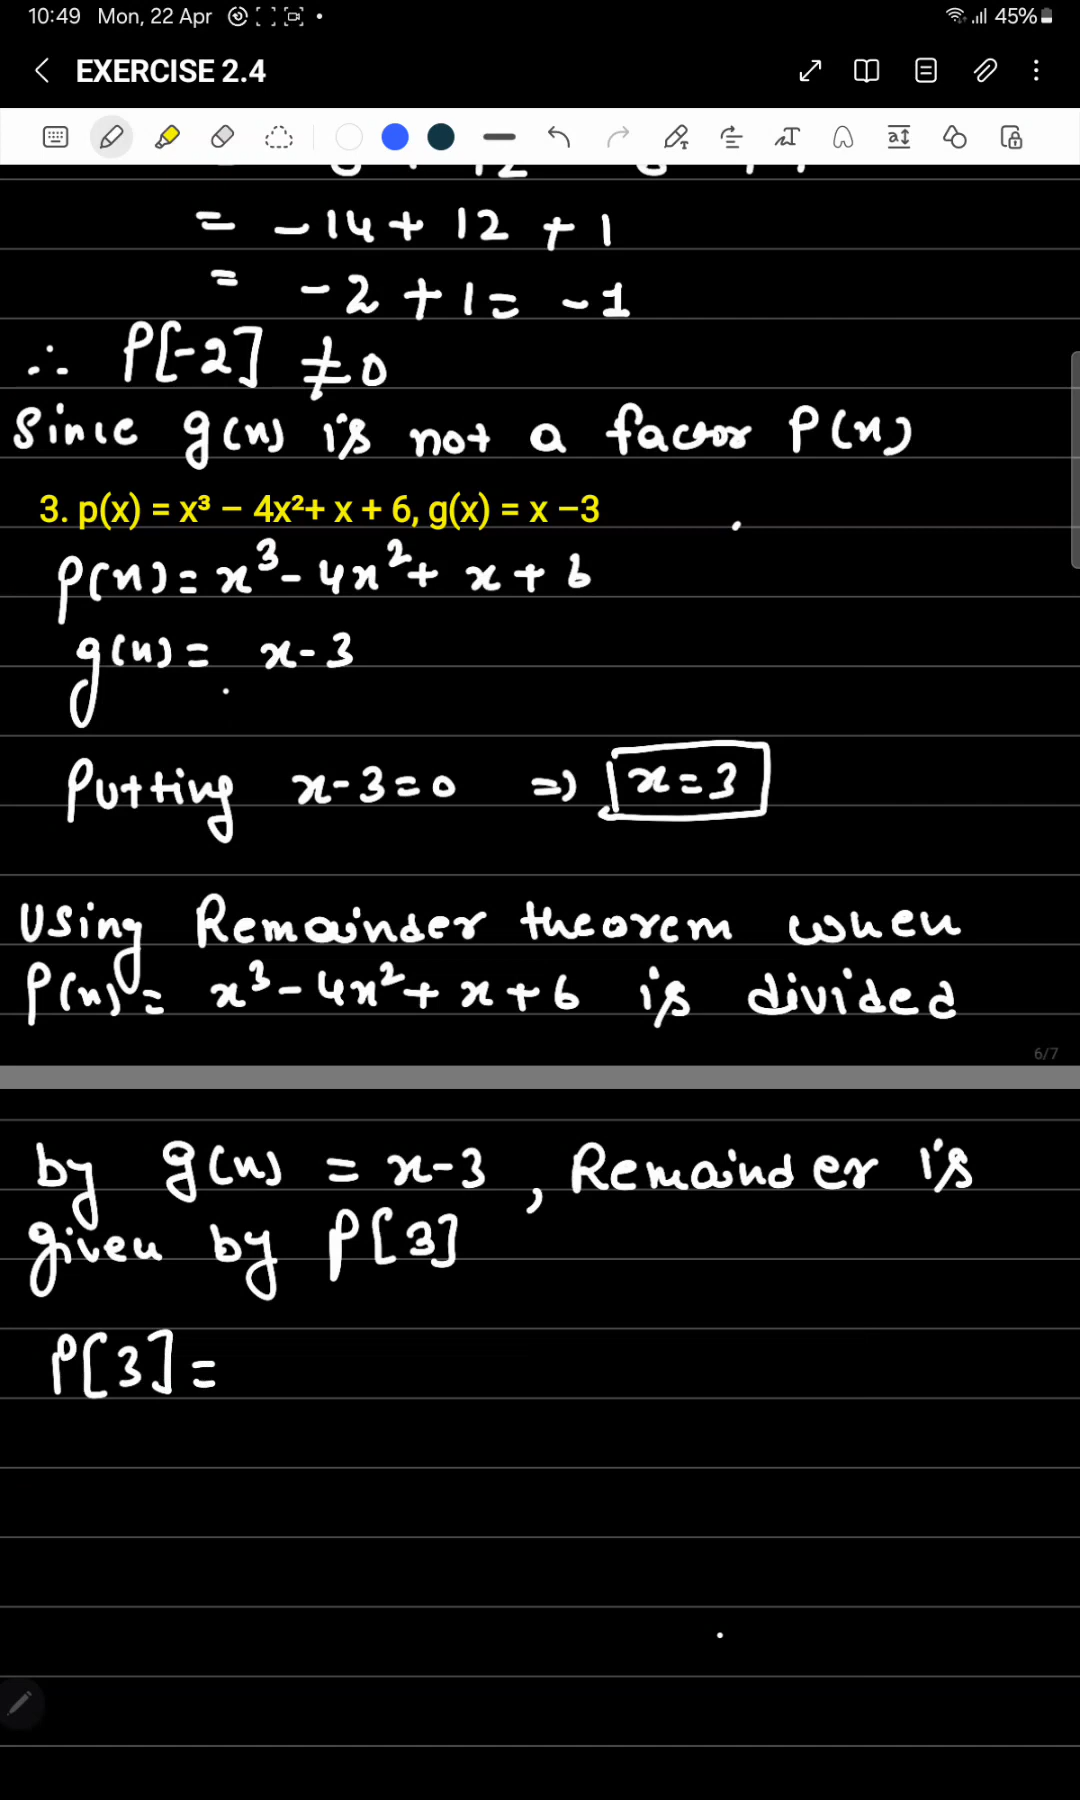 10:49 Mon, 22 Apr 45%
EXERCISE 2.4
= -14 + 12 + 1
= -2 + 1 = -1
∴ P[-2] ≠ 0
Since g(x) is not a factor P(x)
3. p(x) = x³ – 4x²+ x + 6, g(x) = x –3
p(x) = x³ - 4x² + x + 6
g(x) = x-3
Putting x-3=0 => x=3
Using Remainder theorem when
P(x) = x³ - 4x² + x + 6 is divided
6/7
by g(x) = x-3, Remainder is
given by P[3]
P[3] =